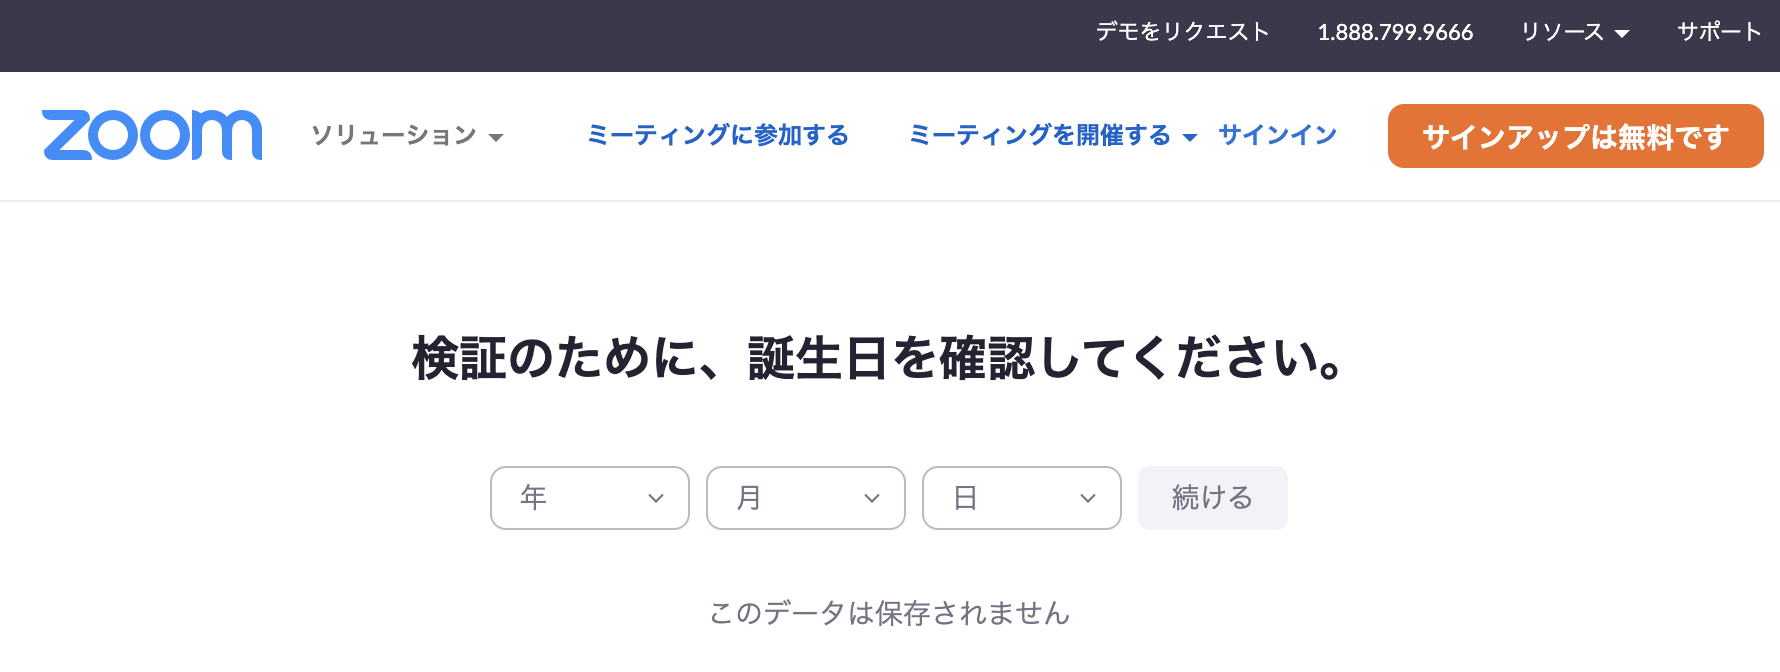 デモをリクエスト 1.888.799.9666 リソース サポート
zoom ソリューション ミーティングに参加する ミーティングを開催する サインイン サインアップは無料です
検証のために、誕生日を確認してください。
年 月 日 続ける
このデータは保存されません